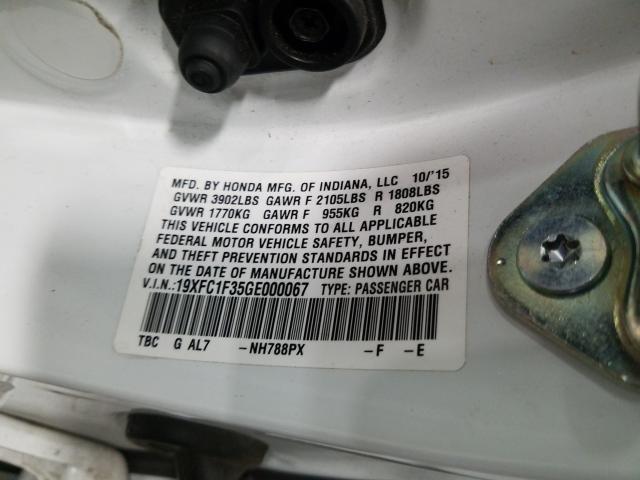 MFD. BY HONDA MFG. OF INDIANA, LLC 10/'15
GVWR 3902LBS GAWR F 2105LBS R 1808LBS
GVWR 1770KG GAWR F 955KG R 820KG
THIS VEHICLE CONFORMS TO ALL APPLICABLE
FEDERAL MOTOR VEHICLE SAFETY, BUMPER,
AND THEFT PREVENTION STANDARDS IN EFFECT
ON THE DATE OF MANUFACTURE SHOWN ABOVE.
V.I.N.:19XFC1F35GE000067 TYPE: PASSENGER CAR
TBC G AL7 -NH788PX -F -E